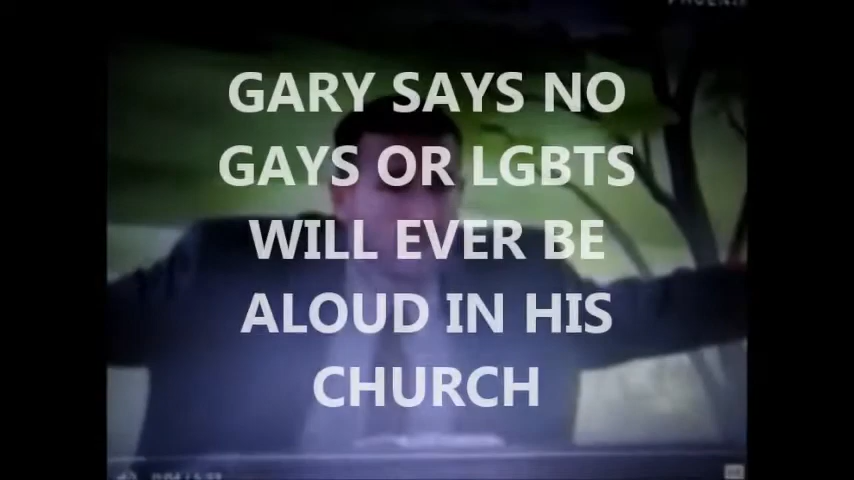 GARY SAYS NO
GAYS OR LGBTS
WILL EVER BE
ALOUD IN HIS
CHURCH